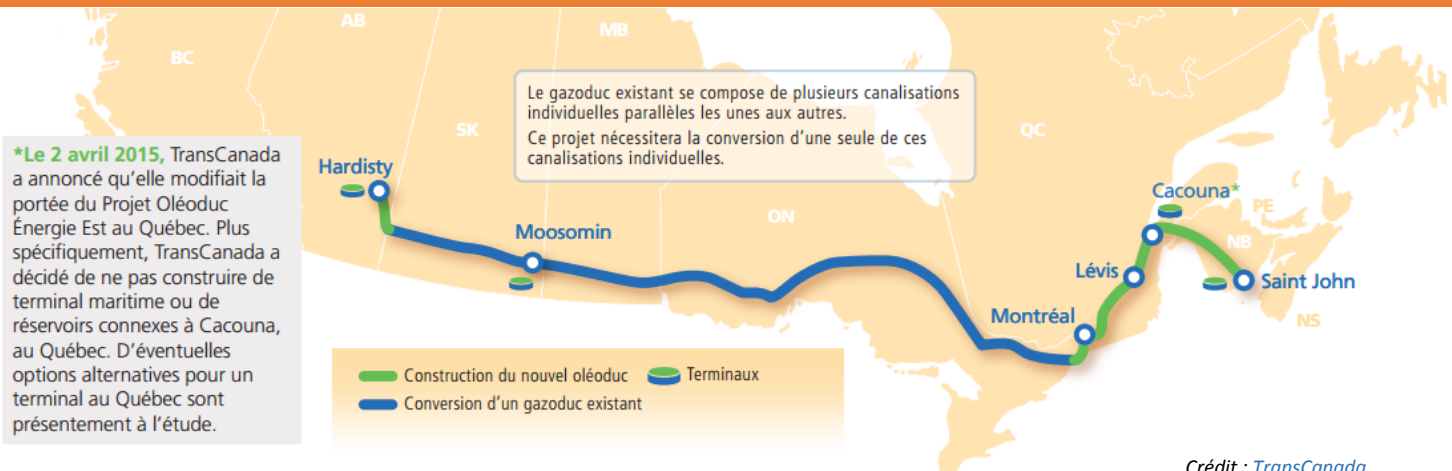 AB
MB
BC
Le gazoduc existant se compose de plusieurs canalisations
individuelles parallèles les unes aux autres.
Ce projet nécessitera la conversion d'une seule de ces
canalisations individuelles.
SK
QC
*Le 2 avril 2015, TransCanada
a annoncé qu'elle modifiait la
portée du Projet Oléoduc
Énergie Est au Québec. Plus
spécifiquement, TransCanada a
décidé de ne pas construire de
terminal maritime ou de
réservoirs connexes à Cacouna,
au Québec. D'éventuelles
options alternatives pour un
terminal au Québec sont
présentement à l'étude.
Hardisty
Cacouna*
PE
ON
Moosomin
NB
Lévis
Saint John
Montréal
NS
Construction du nouvel oléoduc
Terminaux
Conversion d'un gazoduc existant
Crédit : TransCanada